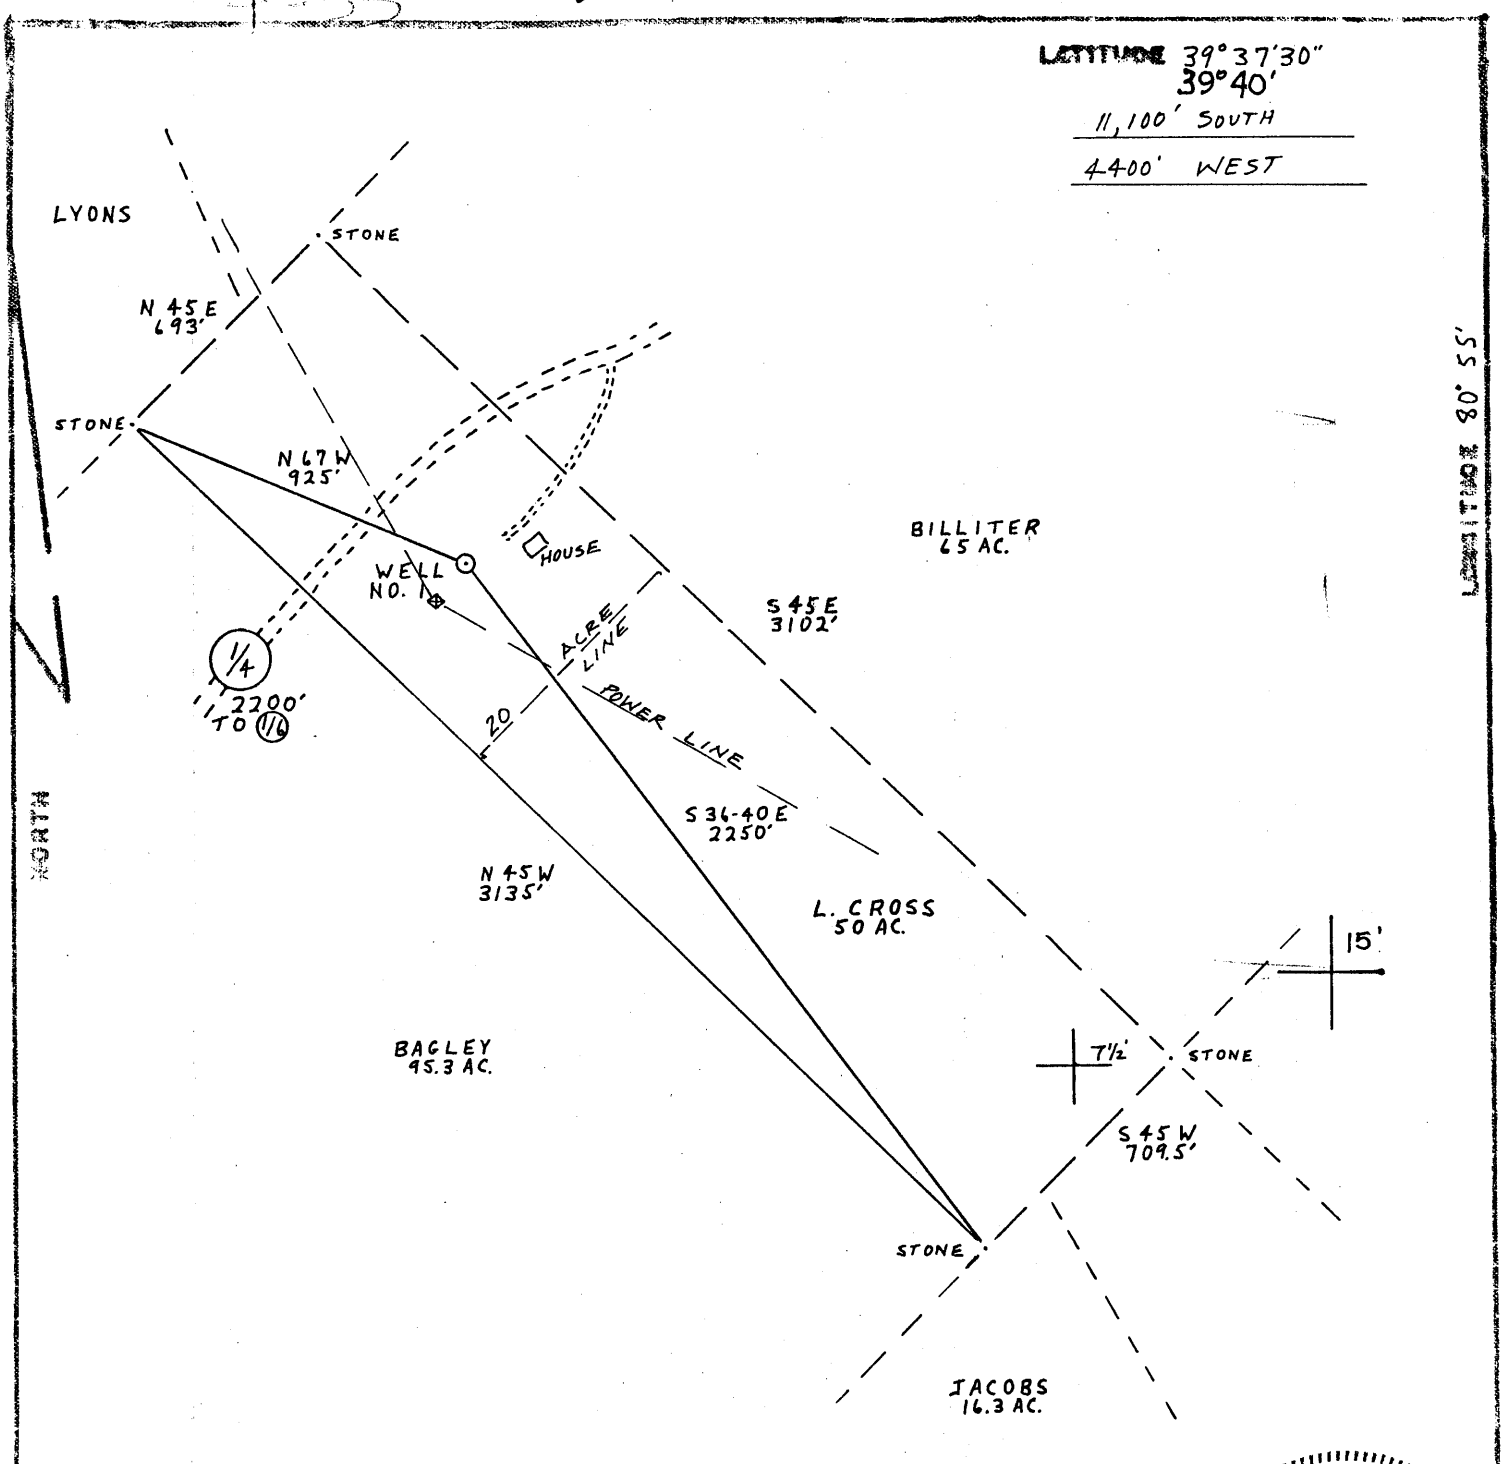 LATITUDE 39°37'30"
39°40'
11,100' SOUTH
4400' WEST
LYONS
STONE
N 45 E
693'
STONE
N 67 W
925'
HOUSE
WELL
NO. 1
BILLITER
65 AC.
LONGITUDE 80° 55'
S 45 E
3102'
20 ACRE
LINE
1/4
2200'
TO 1/6
POWER LINE
NORTH
S 36-40 E
2250'
N 45 W
3135'
L. CROSS
50 AC.
15'
BAGLEY
95.3 AC.
7½'
STONE
S 45 W
709.5'
STONE
JACOBS
16.3 AC.